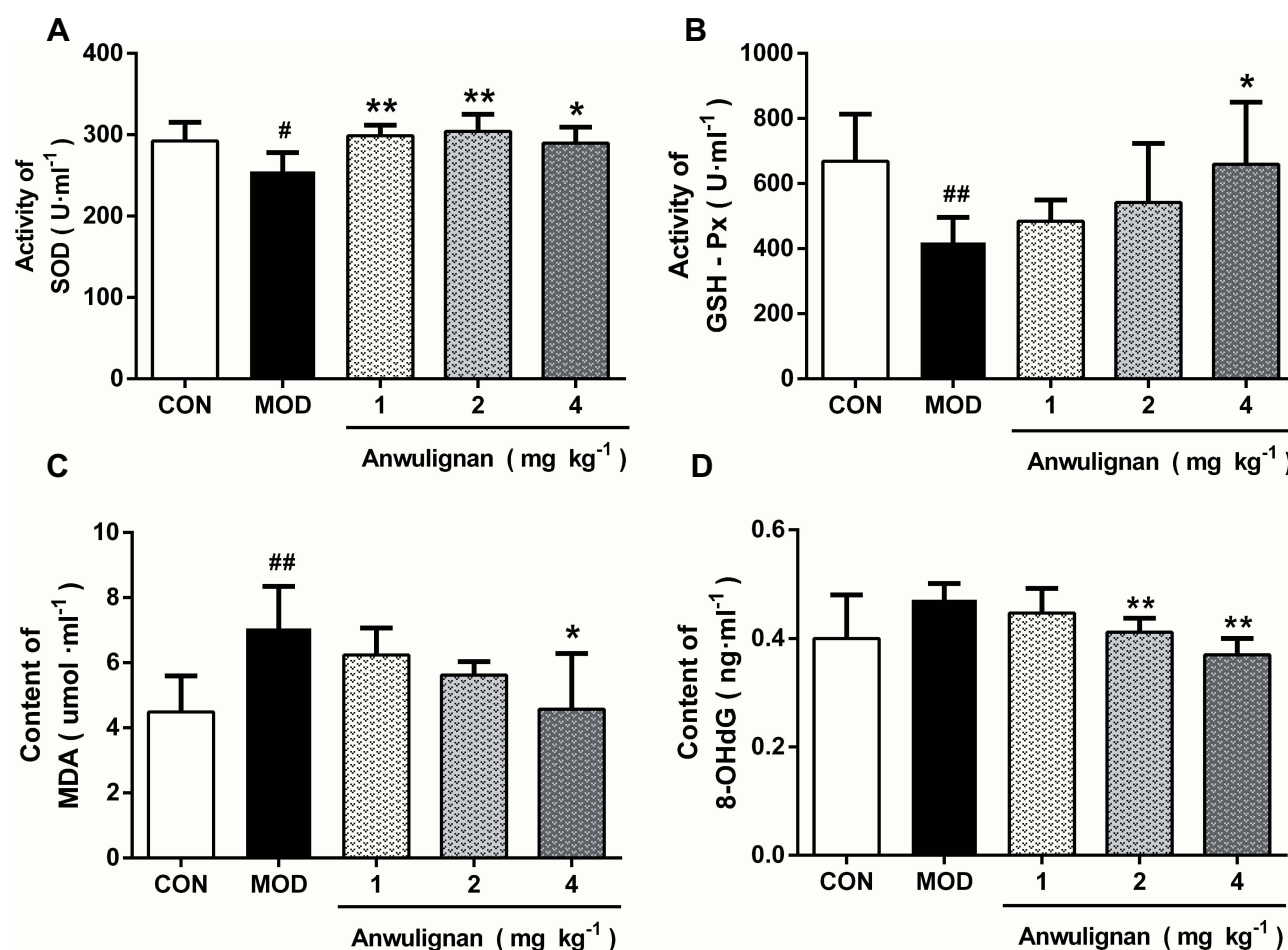 A
Activity of
SOD ( U·ml⁻¹ )
400
300
200
100
0
#
**
**
*
CON MOD 1 2 4
Anwulignan ( mg kg⁻¹ )
B
Activity of
GSH - Px ( U·ml⁻¹ )
1000
800
600
400
200
0
##
*
CON MOD 1 2 4
Anwulignan ( mg kg⁻¹ )
C
Content of
MDA ( umol ·ml⁻¹ )
10
8
6
4
2
0
##
*
CON MOD 1 2 4
Anwulignan ( mg kg⁻¹ )
D
Content of
8-OHdG ( ng·ml⁻¹ )
0.6
0.4
0.2
0.0
**
**
CON MOD 1 2 4
Anwulignan ( mg kg⁻¹ )